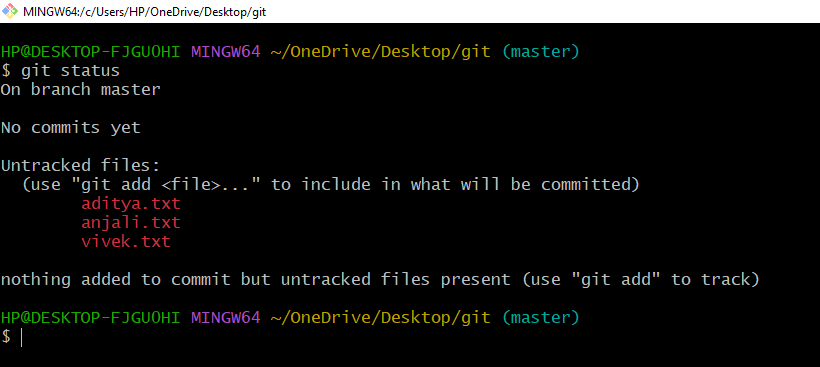 MINGW64:/c/Users/HP/OneDrive/Desktop/git
HP@DESKTOP-FJGU0HI MINGW64 ~/OneDrive/Desktop/git (master)
$ git status
On branch master
No commits yet
Untracked files:
(use "git add <file>..." to include in what will be committed)
aditya.txt
anjali.txt
vivek.txt
nothing added to commit but untracked files present (use "git add" to track)
HP@DESKTOP-FJGU0HI MINGW64 ~/OneDrive/Desktop/git (master)
$